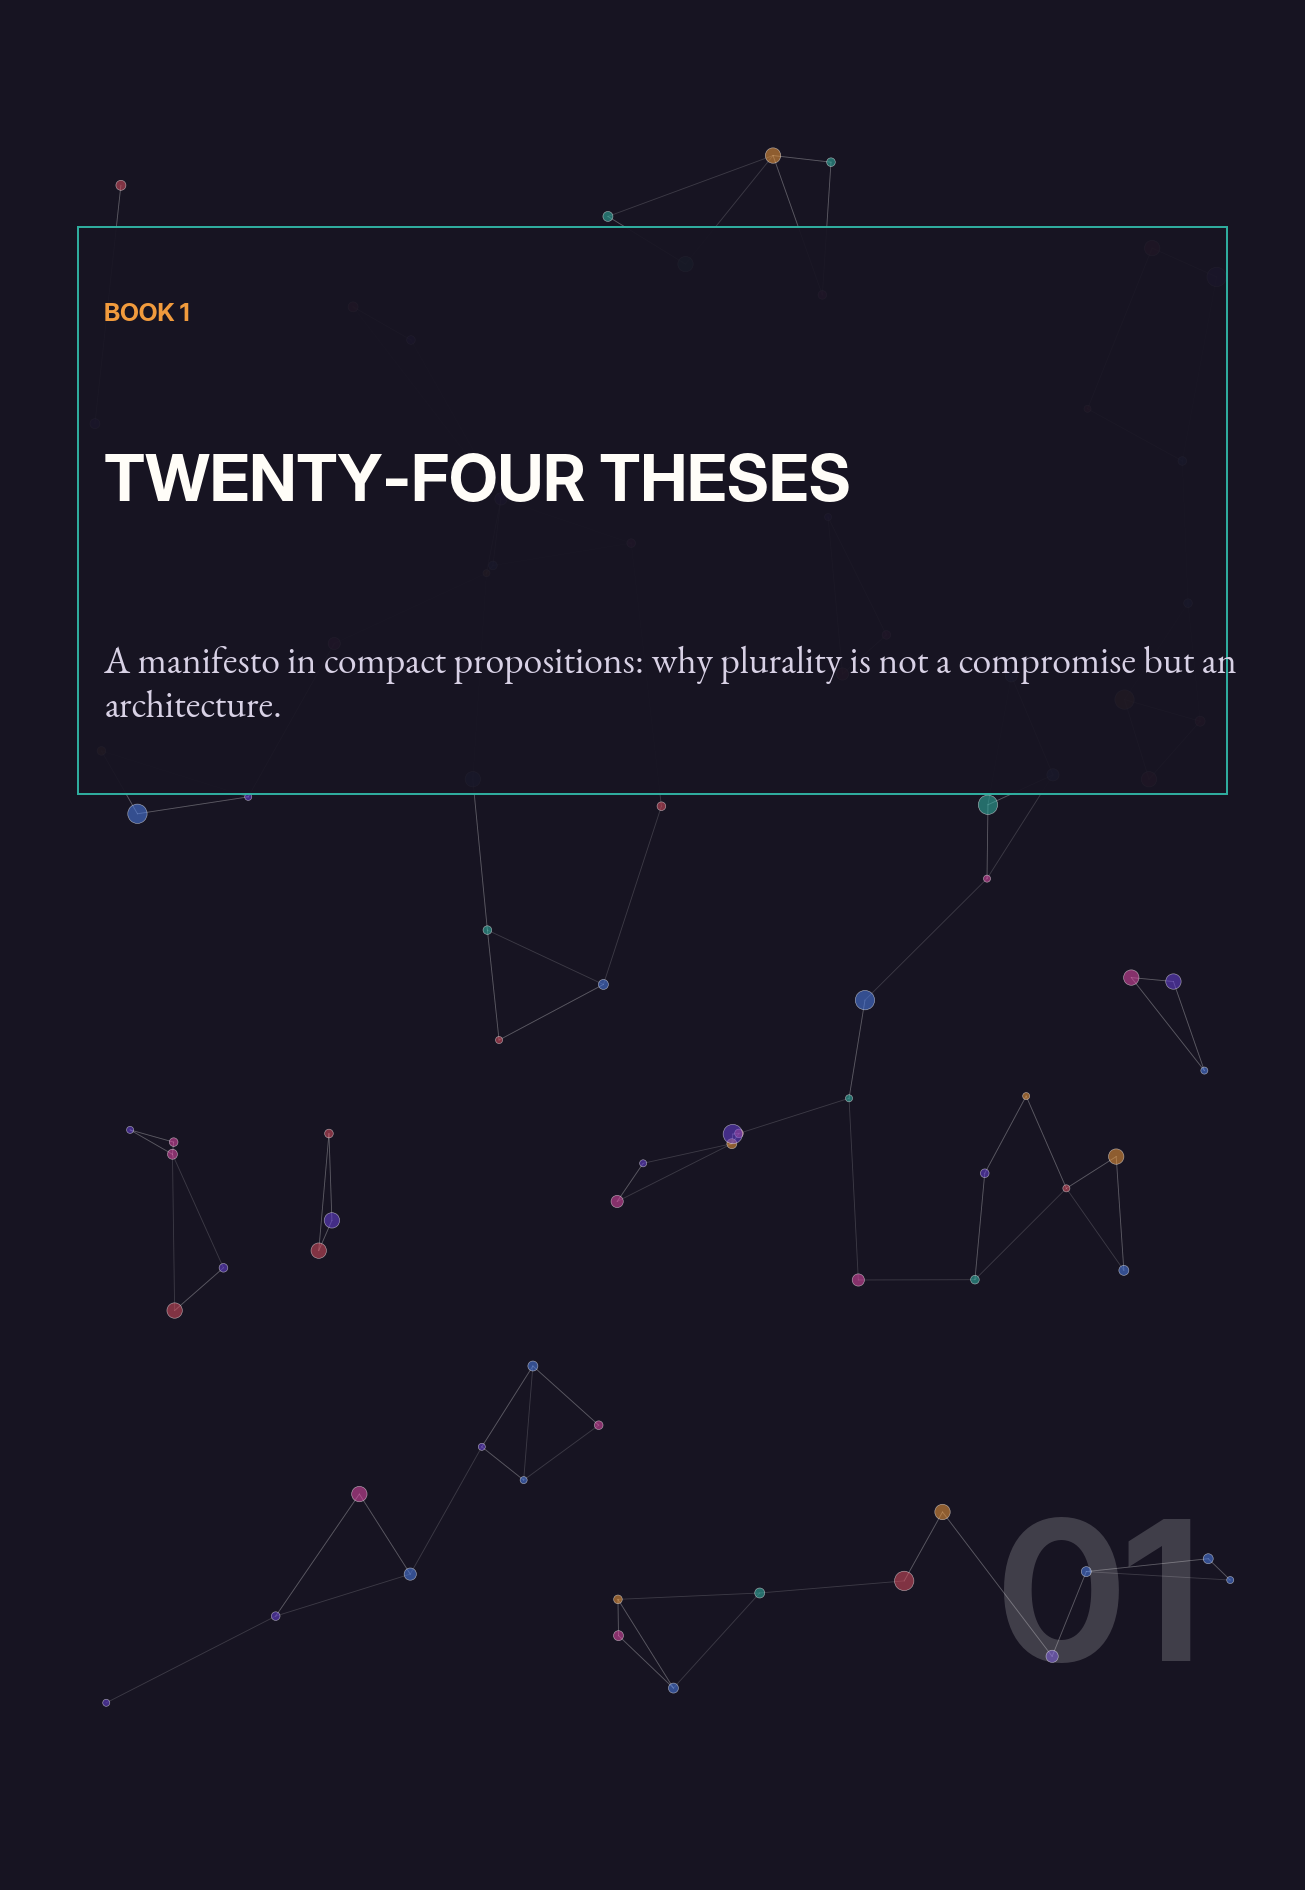 BOOK 1
TWENTY-FOUR THESES
A manifesto in compact propositions: why plurality is not a compromise but an
architecture.
01